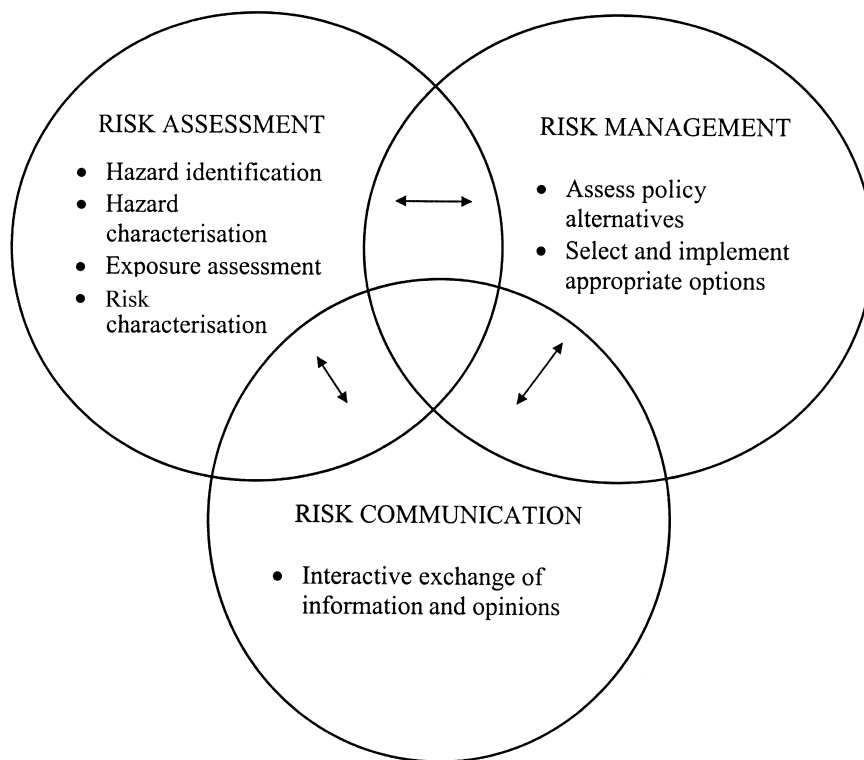 RISK ASSESSMENT
• Hazard identification
• Hazard
characterisation
• Exposure assessment
• Risk
characterisation
RISK MANAGEMENT
• Assess policy
alternatives
• Select and implement
appropriate options
RISK COMMUNICATION
• Interactive exchange of
information and opinions